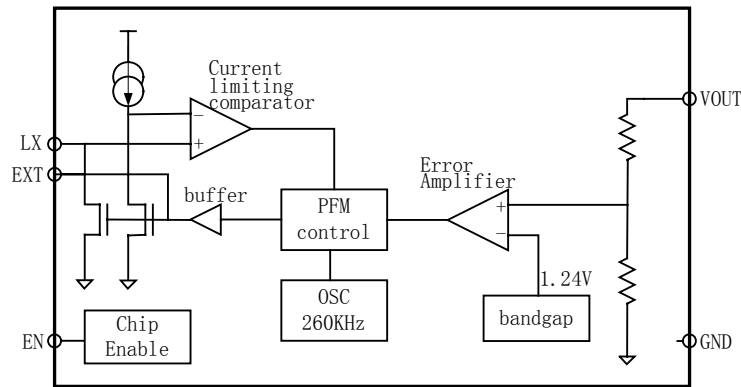 Current
limiting
comparator
LX
EXT
VOUT
Error
Amplifier
buffer
PFM
control
+
−
+
−
1.24V
OSC
260KHz
bandgap
Chip
Enable
EN
GND